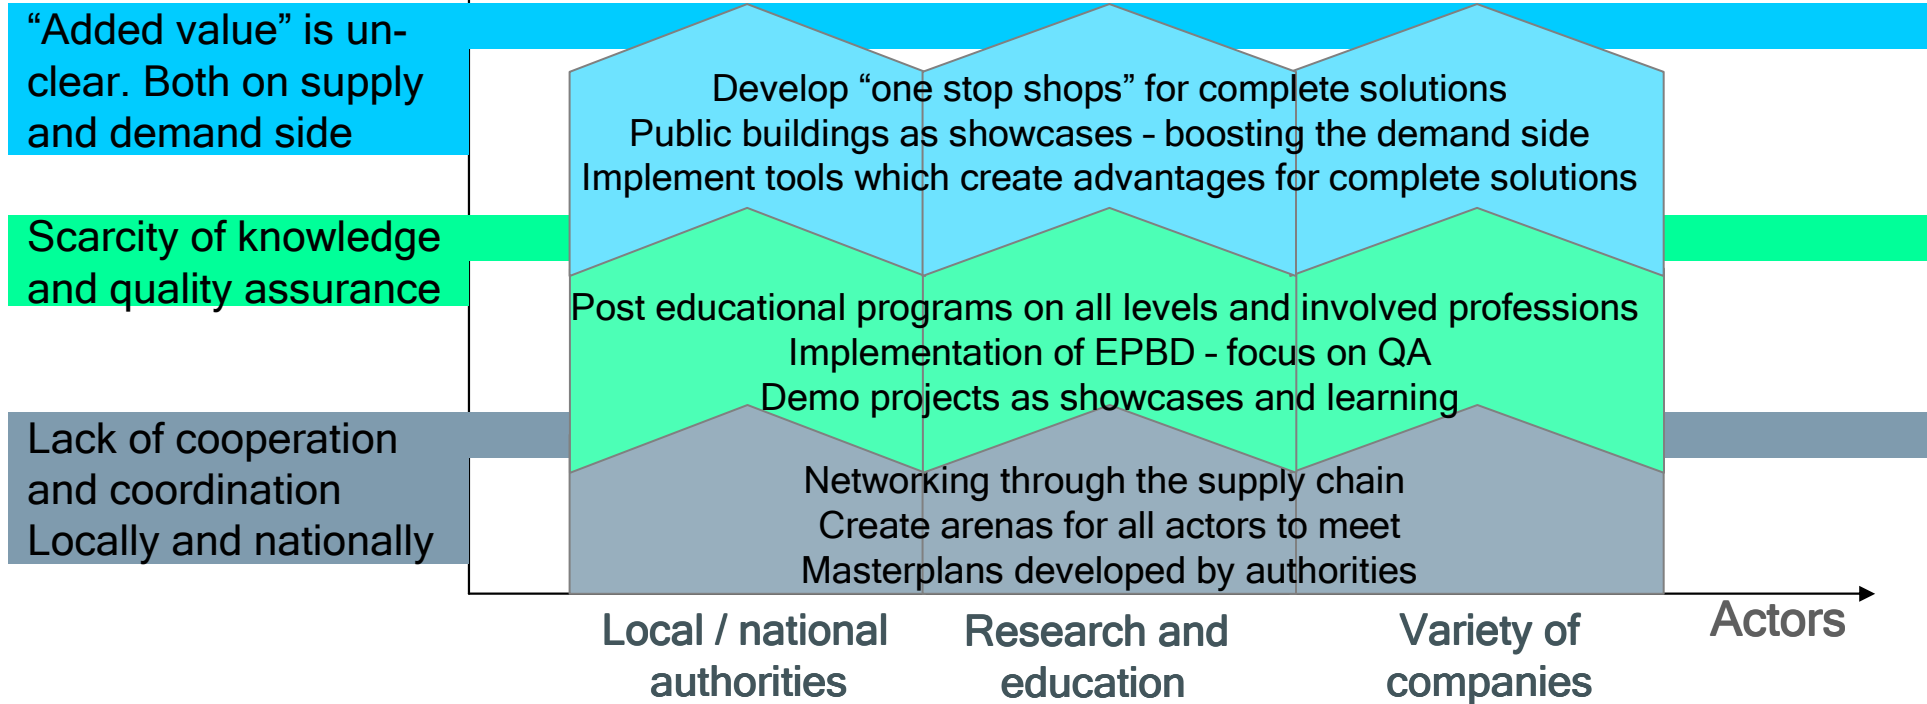 “Added value” is un-
clear. Both on supply
and demand side
Develop “one stop shops” for complete solutions
Public buildings as showcases – boosting the demand side
Implement tools which create advantages for complete solutions
Scarcity of knowledge
and quality assurance
Post educational programs on all levels and involved professions
Implementation of EPBD – focus on QA
Demo projects as showcases and learning
Lack of cooperation
and coordination
Locally and nationally
Networking through the supply chain
Create arenas for all actors to meet
Masterplans developed by authorities
Local / national
authorities
Research and
education
Variety of
companies
Actors